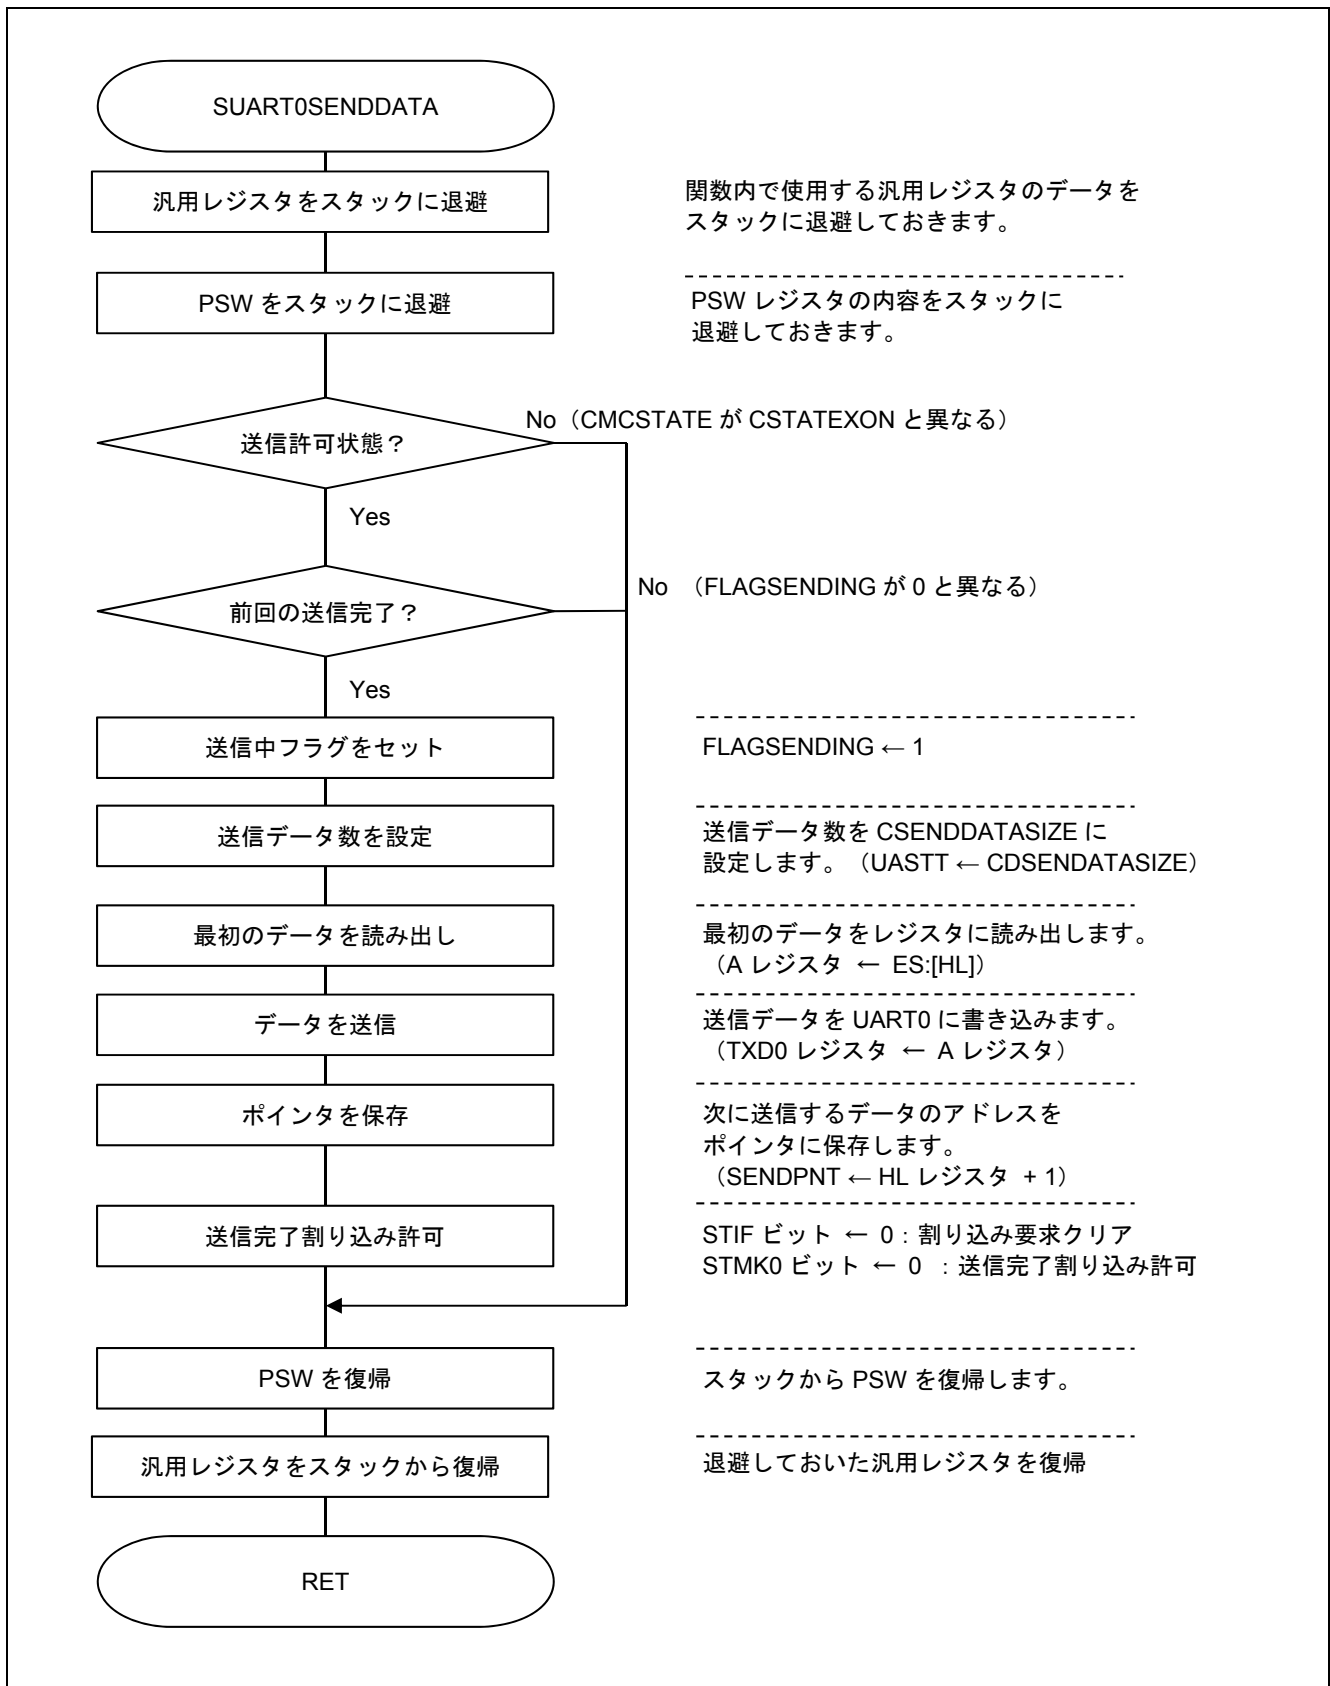 SUART0SENDDATA
汎用レジスタをスタックに退避
関数内で使用する汎用レジスタのデータを
スタックに退避しておきます。
PSW をスタックに退避
PSW レジスタの内容をスタックに
退避しておきます。
No（CMCSTATE が CSTATEXON と異なる）
送信許可状態？
Yes
No （FLAGSENDING が 0 と異なる）
前回の送信完了？
Yes
送信中フラグをセット
FLAGSENDING ← 1
送信データ数を設定
送信データ数を CSENDDATASIZE に
設定します。（UASTT ← CDSENDATASIZE）
最初のデータを読み出し
最初のデータをレジスタに読み出します。
（A レジスタ ← ES:[HL]）
データを送信
送信データを UART0 に書き込みます。
（TXD0 レジスタ ← A レジスタ）
ポインタを保存
次に送信するデータのアドレスを
ポインタに保存します。
（SENDPNT ← HL レジスタ + 1）
送信完了割り込み許可
STIF ビット ← 0：割り込み要求クリア
STMK0 ビット ← 0 ：送信完了割り込み許可
PSW を復帰
スタックから PSW を復帰します。
汎用レジスタをスタックから復帰
退避しておいた汎用レジスタを復帰
RET